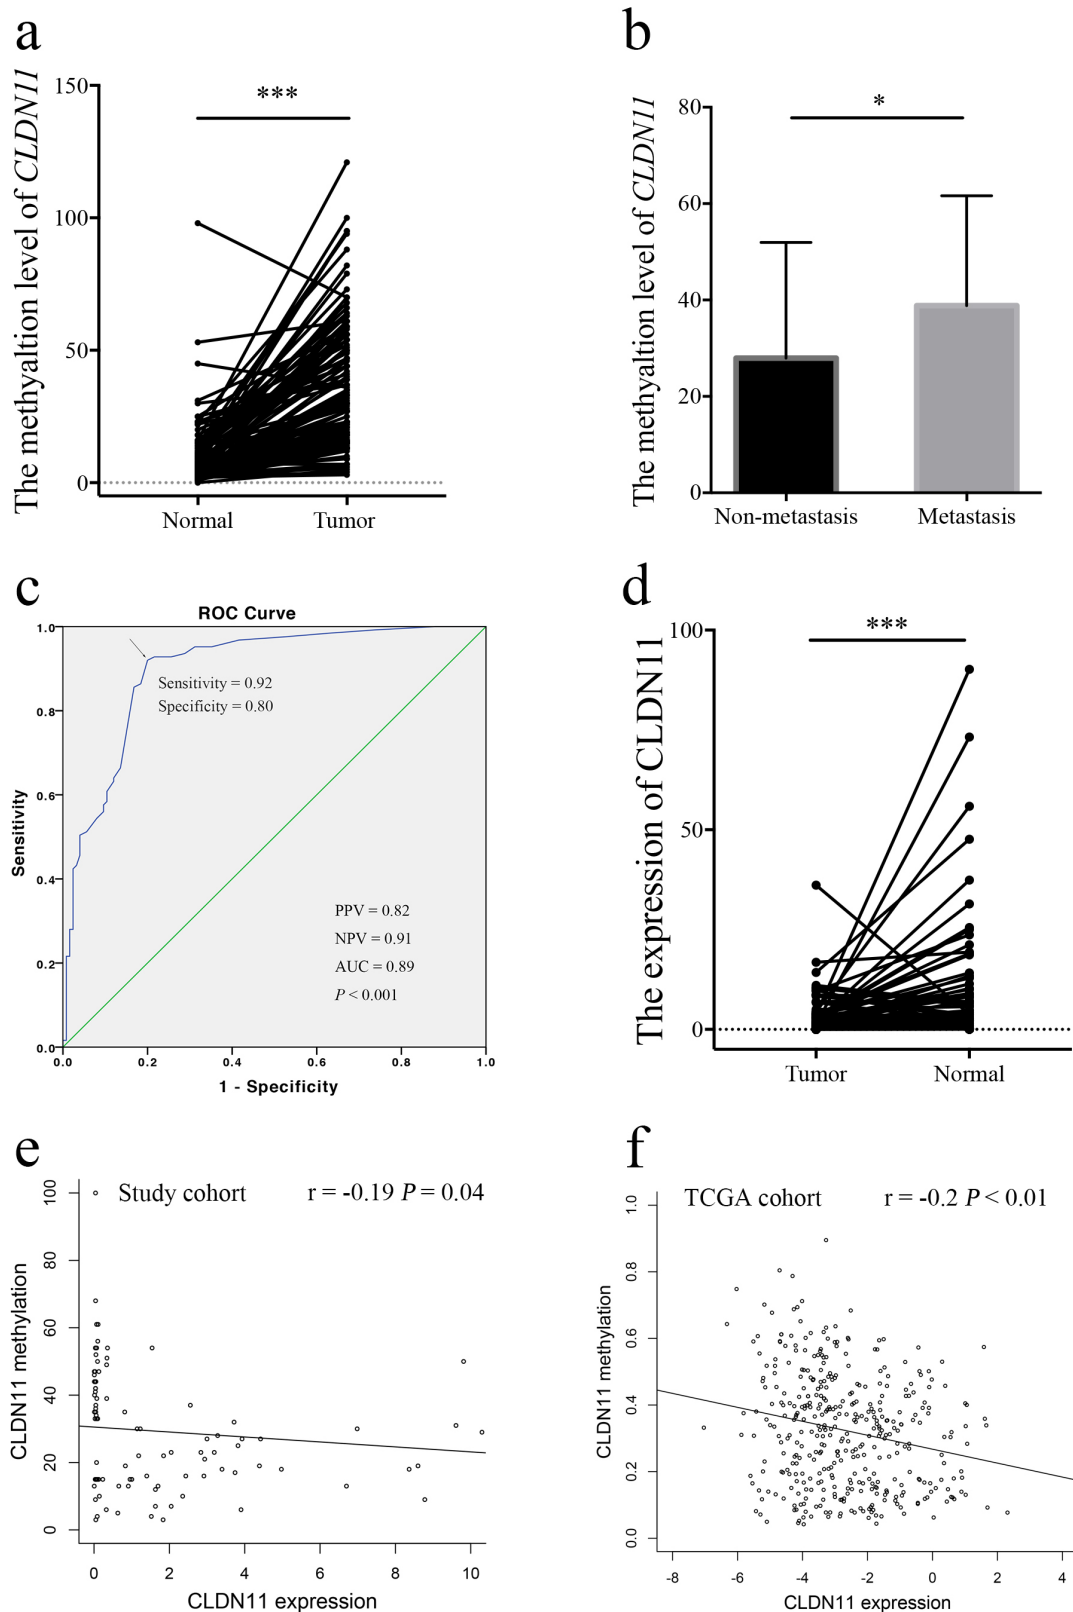 a
The methyaltion level of CLDN11
150
100
50
0
***
Normal
Tumor
b
The methyaltion level of CLDN11
80
60
40
20
0
*
Non-metastasis
Metastasis
c
ROC Curve
Sensitivity
1.0
0.8
0.6
0.4
0.2
0.0
Sensitivity = 0.92
Specificity = 0.80
PPV = 0.82
NPV = 0.91
AUC = 0.89
P < 0.001
0.0 0.2 0.4 0.6 0.8 1.0
1 - Specificity
d
The expression of CLDN11
100
50
0
***
Tumor
Normal
e
Study cohort
r = -0.19 P = 0.04
CLDN11 methylation
100
80
60
40
20
0
0 2 4 6 8 10
CLDN11 expression
f
TCGA cohort
r = -0.2 P < 0.01
CLDN11 methylation
1.0
0.8
0.6
0.4
0.2
0.0
-8 -6 -4 -2 0 2 4
CLDN11 expression